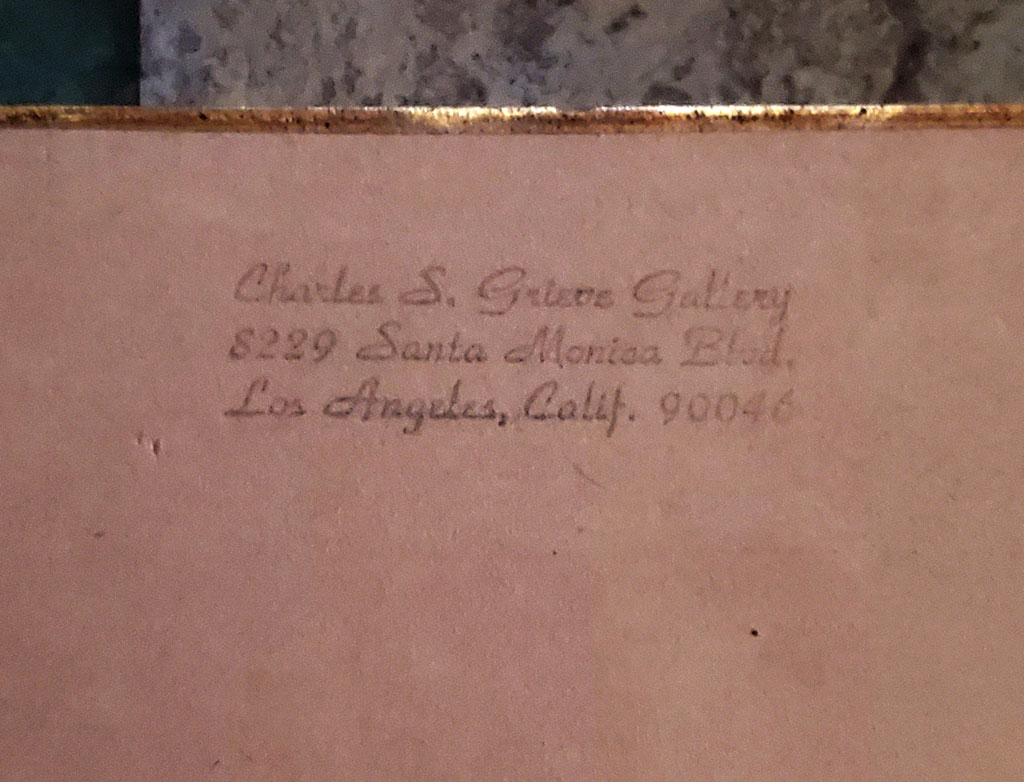 Charles S. Grieve Gallery
8229 Santa Monica Blvd.
Los Angeles, Calif. 90046